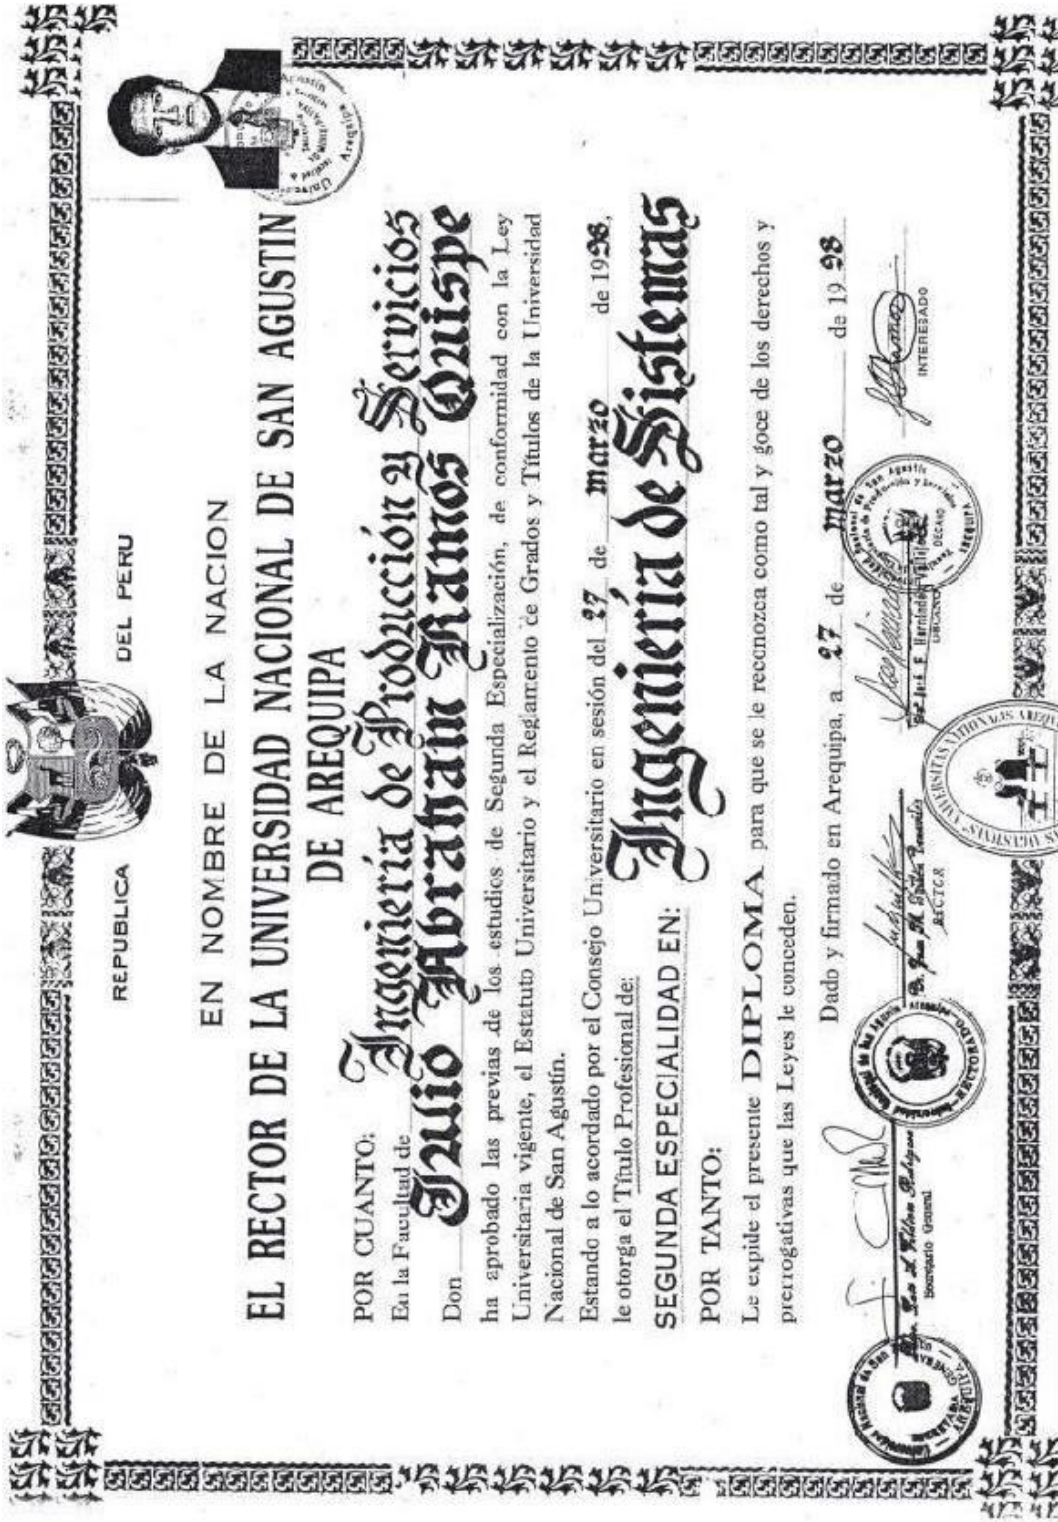 REPUBLICA DEL PERU
EN NOMBRE DE LA NACION
EL RECTOR DE LA UNIVERSIDAD NACIONAL DE SAN AGUSTIN
DE AREQUIPA
POR CUANTO:
En la Facultad de Ingeniería de Producción y Servicios
Don Julio Abraham Ramos Quispe
ha aprobado las previas de los estudios de Segunda Especialización, de conformidad con la Ley
Universitaria vigente, el Estatuto Universitario y el Reglamento de Grados y Títulos de la Universidad
Nacional de San Agustín.
Estando a lo acordado por el Consejo Universitario en sesión del 27 de marzo de 1998,
le otorga el Título Profesional de:
SEGUNDA ESPECIALIDAD EN: Ingeniería de Sistemas
POR TANTO:
Le expide el presente DIPLOMA para que se le reconozca como tal y goce de los derechos y
prerrogativas que las Leyes le conceden.
Dado y firmado en Arequipa, a 27 de marzo de 1998
Secretario General
RECTOR
DECANO
INTERESADO